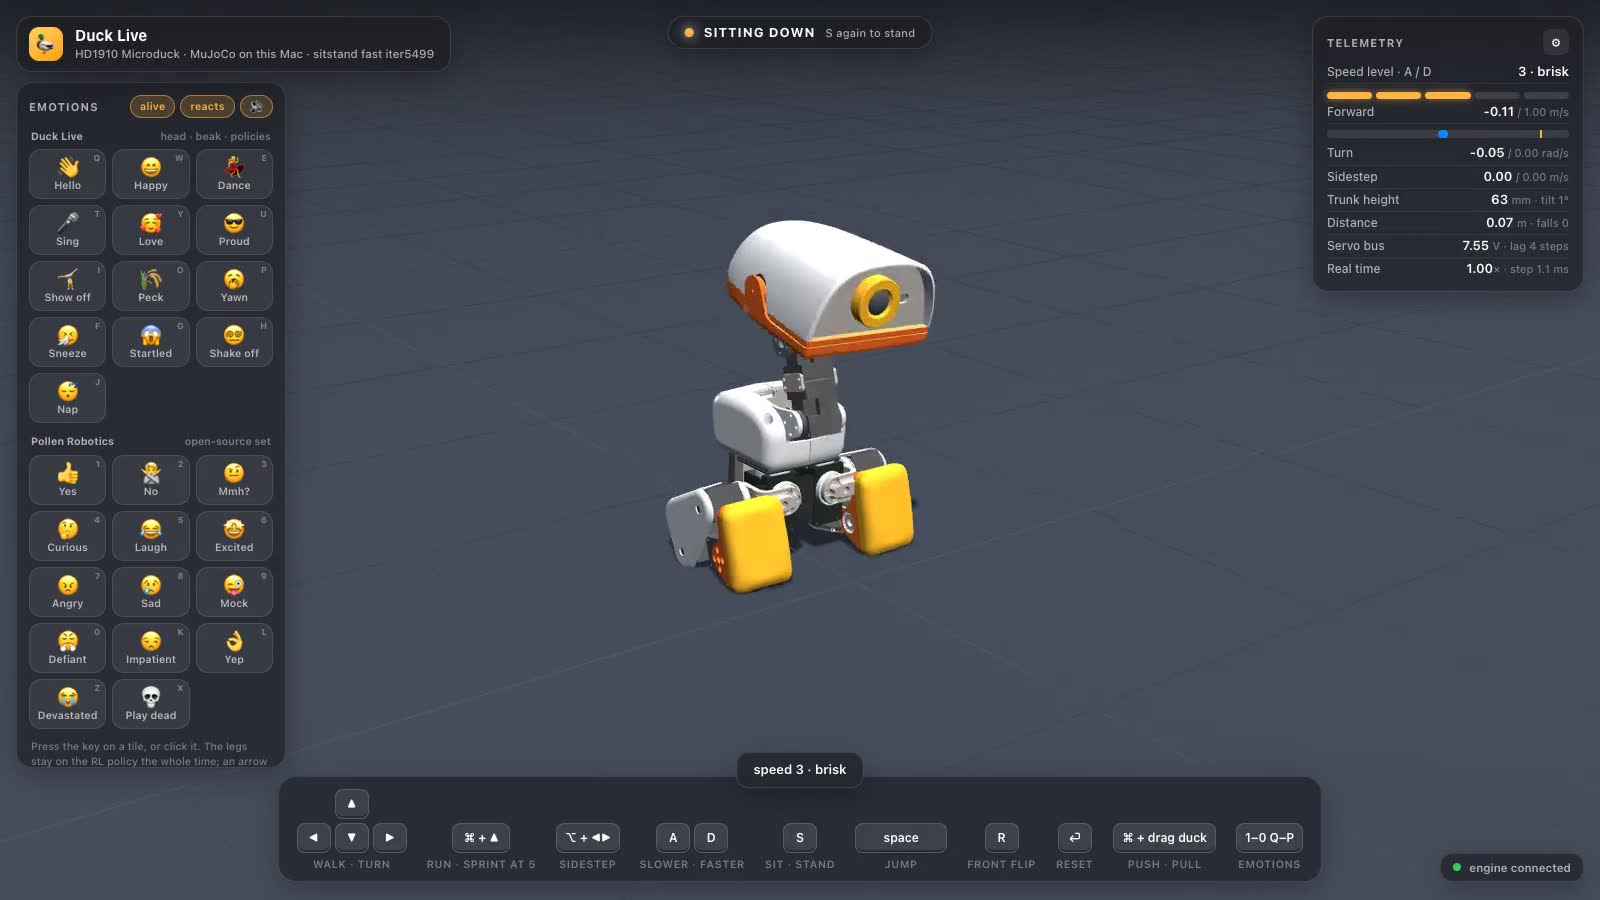 Duck Live
HD1910 Microduck · MuJoCo on this Mac · sitstand fast iter5499
SITTING DOWN S again to stand
TELEMETRY
Speed level · A / D 3 · brisk
Forward -0.11 / 1.00 m/s
Turn -0.05 / 0.00 rad/s
Sidestep 0.00 / 0.00 m/s
Trunk height 63 mm · tilt 1°
Distance 0.07 m · falls 0
Servo bus 7.55 V · lag 4 steps
Real time 1.00× · step 1.1 ms
EMOTIONS alive reacts
Duck Live head · beak · policies
Q W E
Hello Happy Dance
T Y U
Sing Love Proud
I O P
Show off Peck Yawn
F G H
Sneeze Startled Shake off
J
Nap
Pollen Robotics open-source set
1 2 3
Yes No Mmh?
4 5 6
Curious Laugh Excited
7 8 9
Angry Sad Mock
0 K L
Defiant Impatient Yep
Z X
Devastated Play dead
Press the key on a tile, or click it. The legs
stay on the RL policy the whole time; an arrow
speed 3 · brisk
▲
◀ ▼ ▶ ⌘ + ▲ ⌥ + ◀▶ A D S space R ↵ ⌘ + drag duck 1–0 Q–P
WALK · TURN RUN · SPRINT AT 5 SIDESTEP SLOWER · FASTER SIT · STAND JUMP FRONT FLIP RESET PUSH · PULL EMOTIONS
engine connected